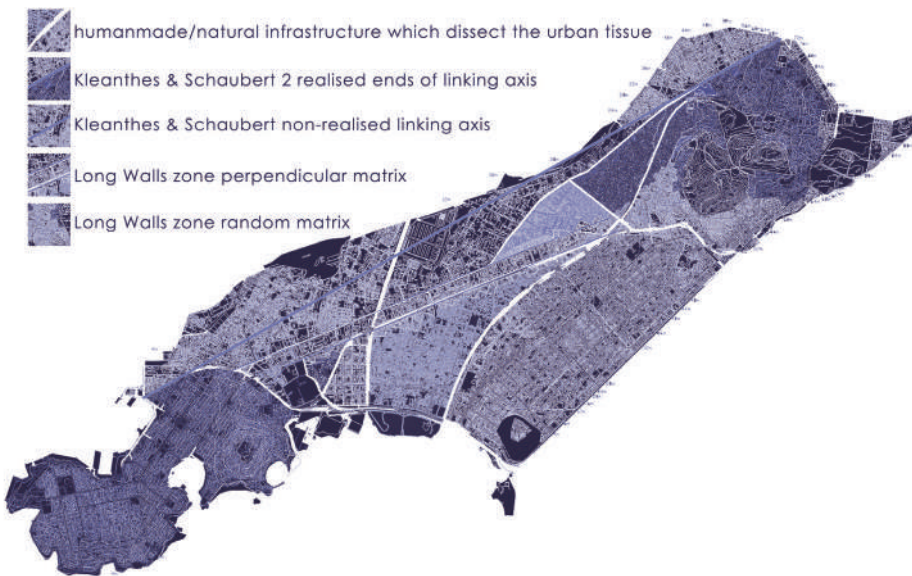 humanmade/natural infrastructure which dissect the urban tissue
Kleanthes & Schaubert 2 realised ends of linking axis
Kleanthes & Schaubert non-realised linking axis
Long Walls zone perpendicular matrix
Long Walls zone random matrix